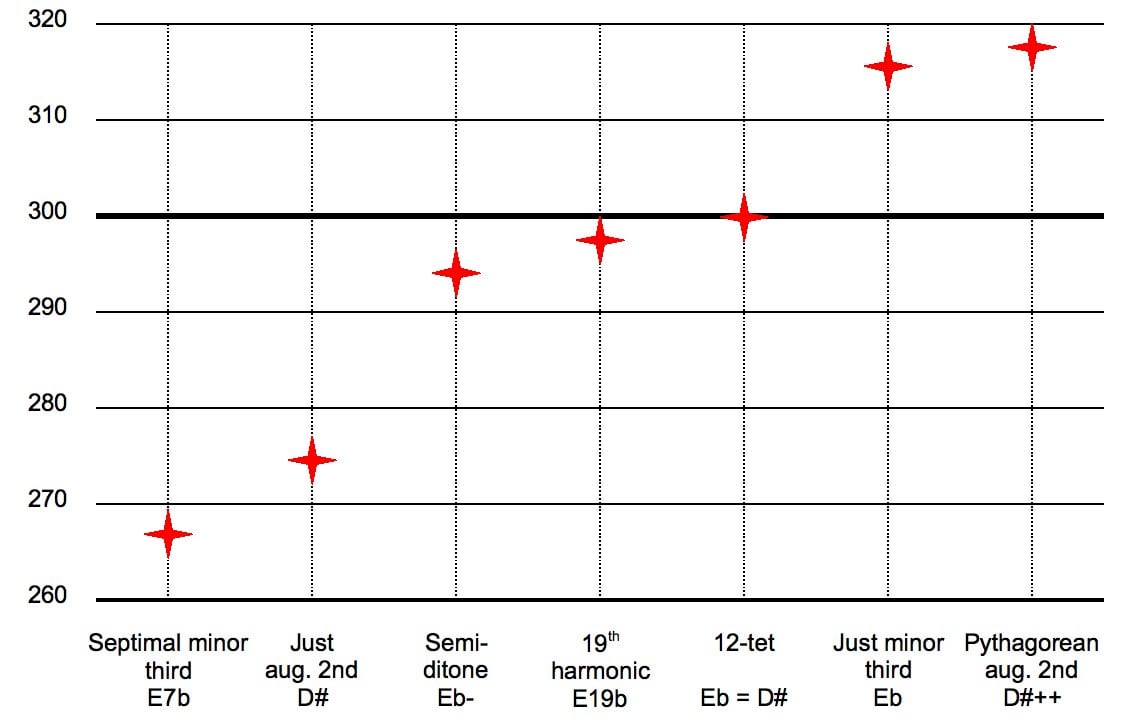 320
310
300
290
280
270
260
Septimal minor Just Semi- 19th 12-tet Just minor Pythagorean
third aug. 2nd ditone harmonic third aug. 2nd
E7b D# Eb- E19b Eb = D# Eb D#++